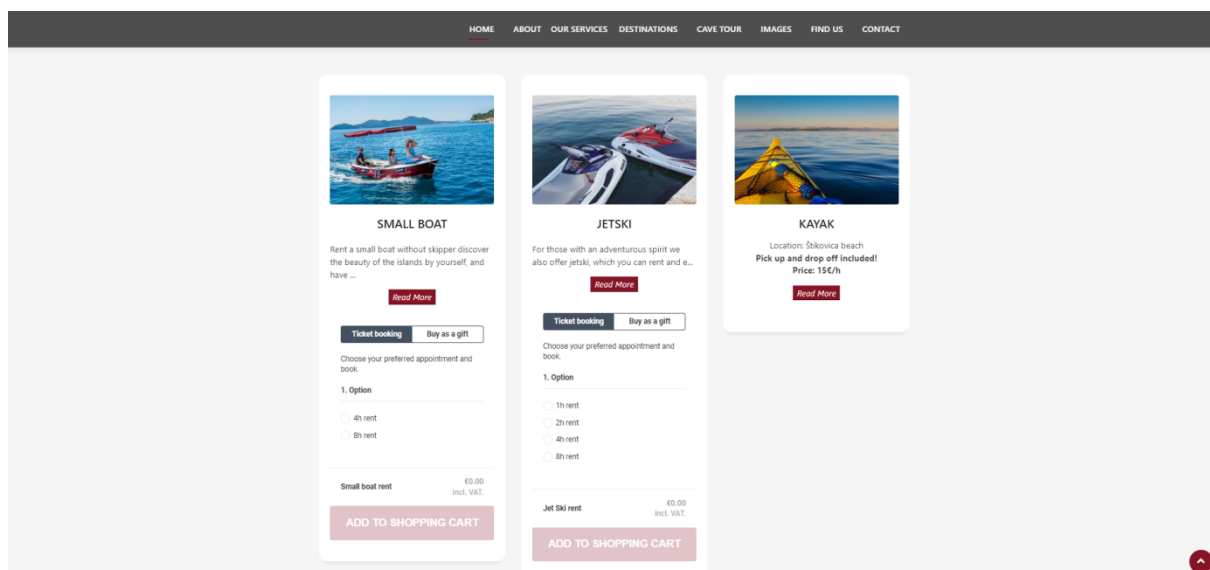 HOME ABOUT OUR SERVICES DESTINATIONS CAVE TOUR IMAGES FIND US CONTACT
SMALL BOAT
Rent a small boat without skipper discover
the beauty of the islands by yourself, and
have ...
Read More
Ticket booking Buy as a gift
Choose your preferred appointment and
book.
1. Option
4h rent
8h rent
Small boat rent €0.00
incl. VAT.
ADD TO SHOPPING CART
JETSKI
For those with an adventurous spirit we
also offer jetski, which you can rent and e...
Read More
Ticket booking Buy as a gift
Choose your preferred appointment and
book.
1. Option
1h rent
2h rent
4h rent
8h rent
Jet Ski rent €0.00
incl. VAT.
ADD TO SHOPPING CART
KAYAK
Location: Štikovica beach
Pick up and drop off included!
Price: 15€/h
Read More